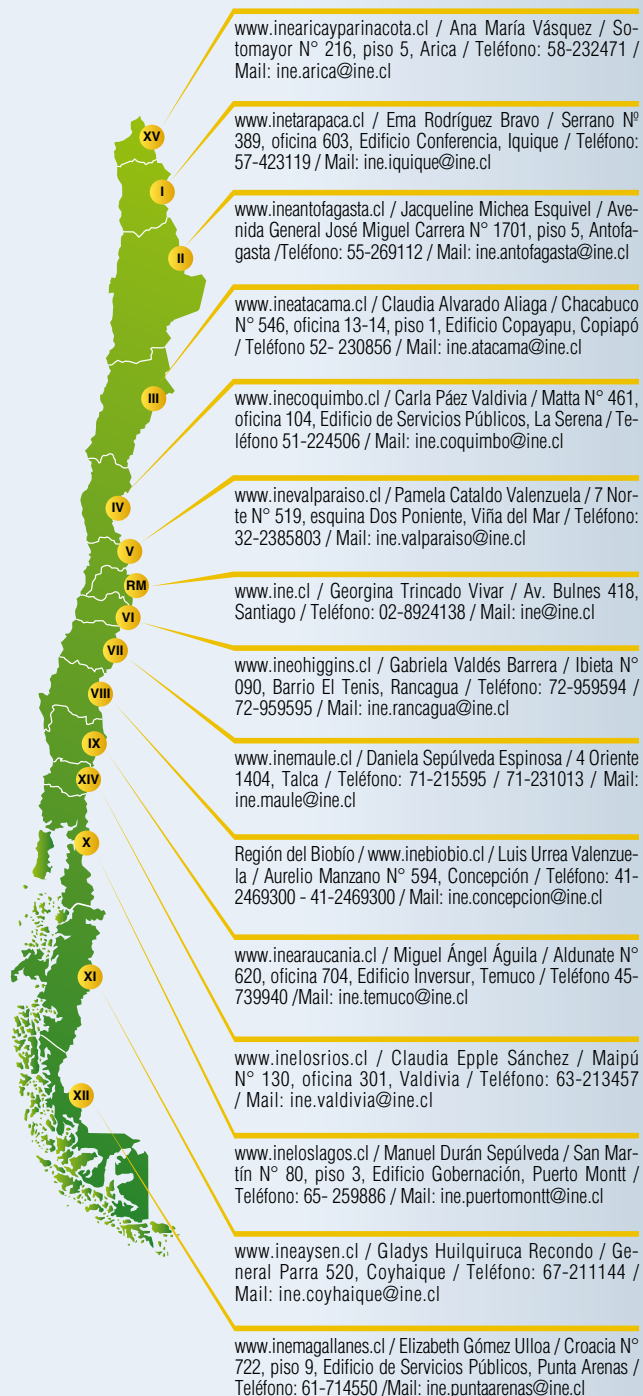 www.inearicayparinacota.cl / Ana María Vásquez / So-
tomayor N° 216, piso 5, Arica / Teléfono: 58-232471 /
Mail: ine.arica@ine.cl
XV
www.inetarapaca.cl / Ema Rodríguez Bravo / Serrano Nº
389, oficina 603, Edificio Conferencia, Iquique / Teléfono:
57-423119 / Mail: ine.iquique@ine.cl
I
www.ineantofagasta.cl / Jacqueline Michea Esquivel / Ave-
nida General José Miguel Carrera N° 1701, piso 5, Antofa-
gasta /Teléfono: 55-269112 / Mail: ine.antofagasta@ine.cl
II
www.ineatacama.cl / Claudia Alvarado Aliaga / Chacabuco
N° 546, oficina 13-14, piso 1, Edificio Copayapu, Copiapó
/ Teléfono 52- 230856 / Mail: ine.atacama@ine.cl
III
www.inecoquimbo.cl / Carla Páez Valdivia / Matta N° 461,
oficina 104, Edificio de Servicios Públicos, La Serena / Te-
léfono 51-224506 / Mail: ine.coquimbo@ine.cl
IV
www.inevalparaiso.cl / Pamela Cataldo Valenzuela / 7 Nor-
te N° 519, esquina Dos Poniente, Viña del Mar / Teléfono:
32-2385803 / Mail: ine.valparaiso@ine.cl
V
www.ine.cl / Georgina Trincado Vivar / Av. Bulnes 418,
Santiago / Teléfono: 02-8924138 / Mail: ine@ine.cl
RM
VI
www.ineohiggins.cl / Gabriela Valdés Barrera / Ibieta N°
090, Barrio El Tenis, Rancagua / Teléfono: 72-959594 /
72-959595 / Mail: ine.rancagua@ine.cl
VII
VIII
www.inemaule.cl / Daniela Sepúlveda Espinosa / 4 Oriente
1404, Talca / Teléfono: 71-215595 / 71-231013 / Mail:
ine.maule@ine.cl
IX
XIV
Región del Biobío / www.inebiobio.cl / Luis Urrea Valenzue-
la / Aurelio Manzano N° 594, Concepción / Teléfono: 41-
2469300 - 41-2469300 / Mail: ine.concepcion@ine.cl
X
www.inearaucania.cl / Miguel Ángel Águila / Aldunate N°
620, oficina 704, Edificio Inversur, Temuco / Teléfono 45-
739940 /Mail: ine.temuco@ine.cl
XI
www.inelosrios.cl / Claudia Epple Sánchez / Maipú
N° 130, oficina 301, Valdivia / Teléfono: 63-213457
/ Mail: ine.valdivia@ine.cl
XII
www.ineloslagos.cl / Manuel Durán Sepúlveda / San Mar-
tín N° 80, piso 3, Edificio Gobernación, Puerto Montt /
Teléfono: 65- 259886 / Mail: ine.puertomontt@ine.cl
www.ineaysen.cl / Gladys Huilquiruca Recondo / Ge-
neral Parra 520, Coyhaique / Teléfono: 67-211144 /
Mail: ine.coyhaique@ine.cl
www.inemagallanes.cl / Elizabeth Gómez Ulloa / Croacia N°
722, piso 9, Edificio de Servicios Públicos, Punta Arenas /
Teléfono: 61-714550 /Mail: ine.puntaarenas@ine.cl